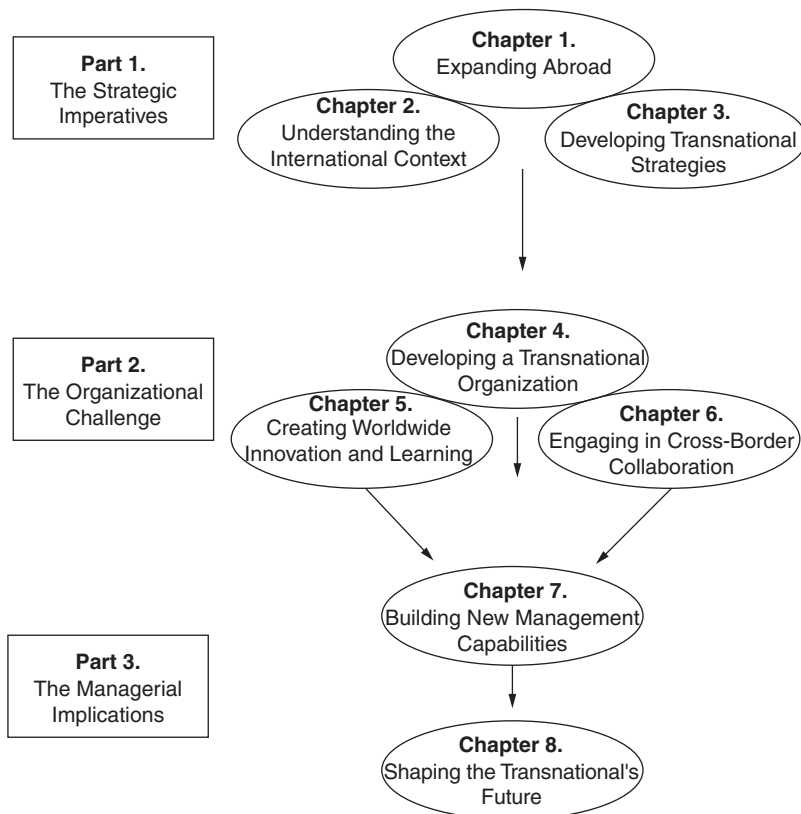 Part 1.
The Strategic
Imperatives
Chapter 1.
Expanding Abroad
Chapter 2.
Understanding the
International Context
Chapter 3.
Developing Transnational
Strategies
Part 2.
The Organizational
Challenge
Chapter 4.
Developing a Transnational
Organization
Chapter 5.
Creating Worldwide
Innovation and Learning
Chapter 6.
Engaging in Cross-Border
Collaboration
Part 3.
The Managerial
Implications
Chapter 7.
Building New Management
Capabilities
Chapter 8.
Shaping the Transnational's
Future